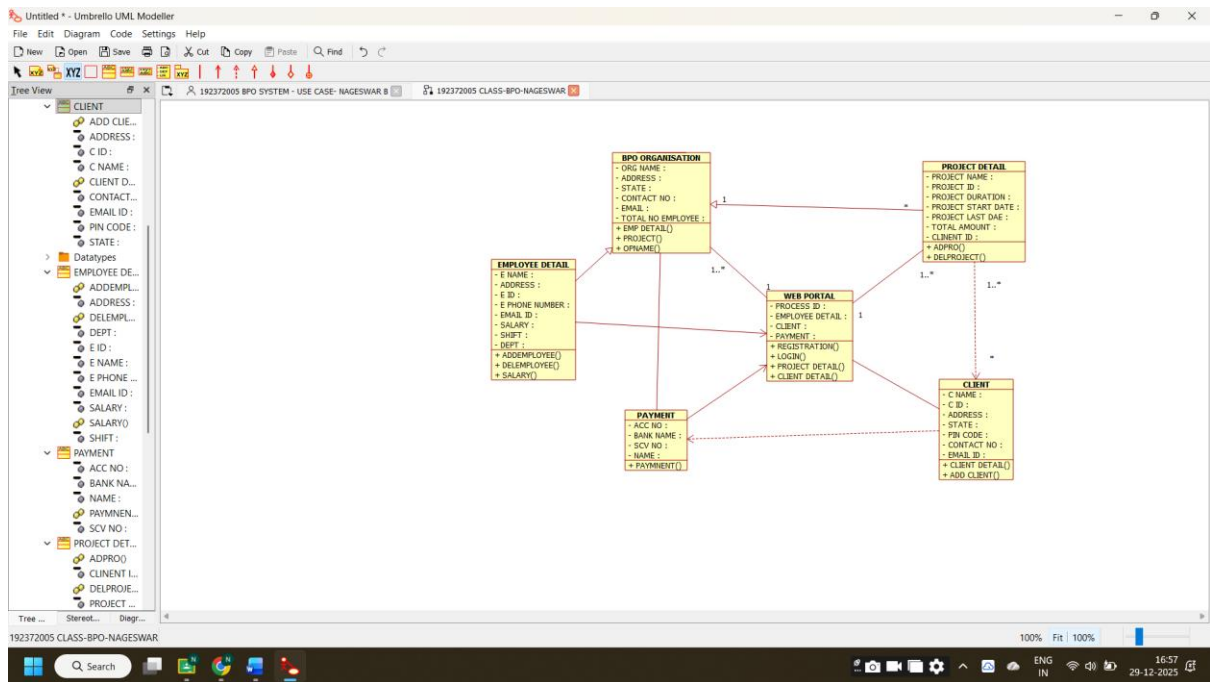 Untitled * - Umbrello UML Modeller
File Edit Diagram Code Settings Help
New Open Save Cut Copy Paste Find
XYZ
Tree View
192372005 BPO SYSTEM - USE CASE- NAGESWAR B
192372005 CLASS-BPO-NAGESWAR
CLIENT
ADD CLIE...
ADDRESS :
C ID :
C NAME :
CLIENT D...
CONTACT...
EMAIL ID :
PIN CODE :
STATE :
Datatypes
EMPLOYEE DE...
ADDEMPL...
ADDRESS :
DELEMPL...
DEPT :
E ID :
E NAME :
E PHONE ...
EMAIL ID :
SALARY :
SALARY()
SHIFT :
PAYMENT
ACC NO :
BANK NA...
NAME :
PAYMNEN...
SCV NO :
PROJECT DET...
ADPRO()
CLINENT I...
DELPROJE...
PROJECT ...
BPO ORGANISATION
- ORG NAME :
- ADDRESS :
- STATE :
- CONTACT NO :
- EMAIL :
- TOTAL NO EMPLOYEE :
+ EMP DETAIL()
+ PROJECT()
+ OPNAME()
1
*
PROJECT DETAIL
- PROJECT NAME :
- PROJECT ID :
- PROJECT DURATION :
- PROJECT START DATE :
- PROJECT LAST DAE :
- TOTAL AMOUNT :
- CLINENT ID :
+ ADPRO()
+ DELPROJECT()
EMPLOYEE DETAIL
- E NAME :
- ADDRESS :
- E ID :
- E PHONE NUMBER :
- EMAIL ID :
- SALARY :
- SHIFT :
- DEPT :
+ ADDEMPLOYEE()
+ DELEMPLOYEE()
+ SALARY()
1..*
1
1..*
1..*
WEB PORTAL
- PROCESS ID :
- EMPLOYEE DETAIL :
- CLIENT :
- PAYMENT :
+ REGISTRATION()
+ LOGIN()
+ PROJECT DETAIL()
+ CLIENT DETAIL()
1
*
PAYMENT
- ACC NO :
- BANK NAME :
- SCV NO :
- NAME :
+ PAYMNENT()
CLIENT
- C NAME :
- C ID :
- ADDRESS :
- STATE :
- PIN CODE :
- CONTACT NO :
- EMAIL ID :
+ CLIENT DETAIL()
+ ADD CLIENT()
Tree ... Stereot... Diagr...
192372005 CLASS-BPO-NAGESWAR
100% Fit 100%
Search
ENG
IN
16:57
29-12-2025